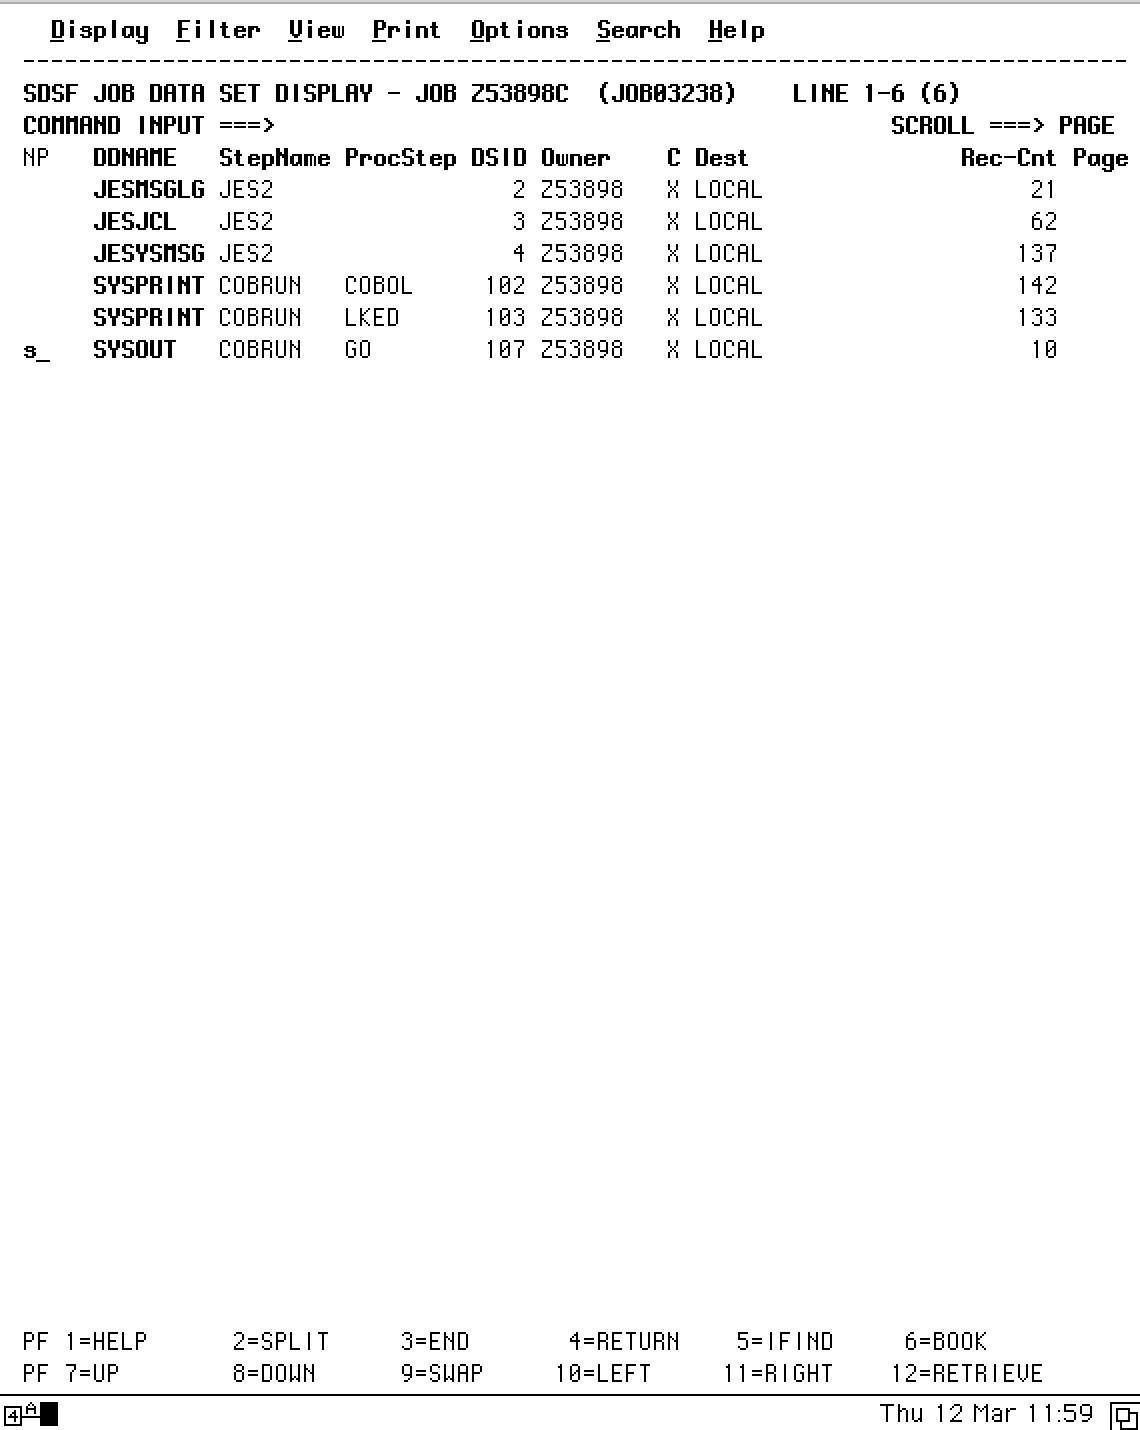 Display  Filter  View  Print  Options  Search  Help
-------------------------------------------------------------------------------
SDSF JOB DATA SET DISPLAY - JOB Z53898C  (JOB03238)    LINE 1-6 (6)
COMMAND INPUT ===>                                            SCROLL ===> PAGE
NP   DDNAME   StepName ProcStep DSID Owner    C Dest               Rec-Cnt Page
     JESMSGLG JES2                 2 Z53898   X LOCAL                   21
     JESJCL   JES2                 3 Z53898   X LOCAL                   62
     JESYSMSG JES2                 4 Z53898   X LOCAL                  137
     SYSPRINT COBRUN   COBOL     102 Z53898   X LOCAL                  142
     SYSPRINT COBRUN   LKED      103 Z53898   X LOCAL                  133
s_   SYSOUT   COBRUN   GO        107 Z53898   X LOCAL                   10
PF 1=HELP      2=SPLIT     3=END       4=RETURN    5=IFIND     6=BOOK
PF 7=UP        8=DOWN      9=SWAP     10=LEFT     11=RIGHT    12=RETRIEVE
4 A Thu 12 Mar 11:59